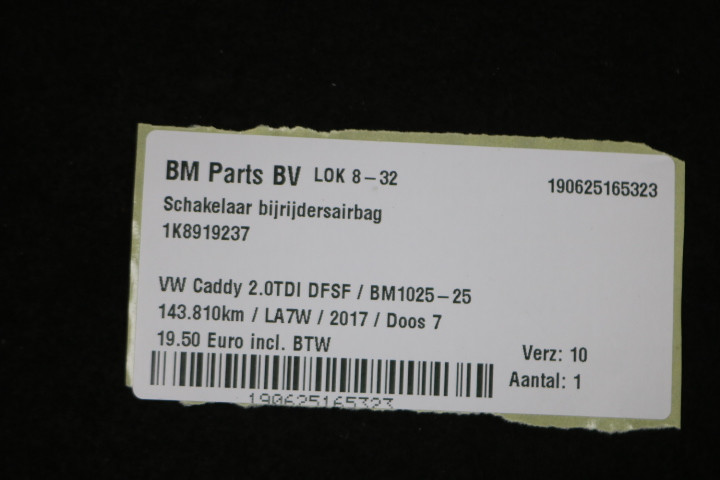 BM Parts BV LOK 8-32
190625165323
Schakelaar bijrijdersairbag
1K8919237
VW Caddy 2.0TDI DFSF / BM1025-25
143.810km / LA7W / 2017 / Doos 7
19.50 Euro incl. BTW
Verz: 10
Aantal: 1
190625165323